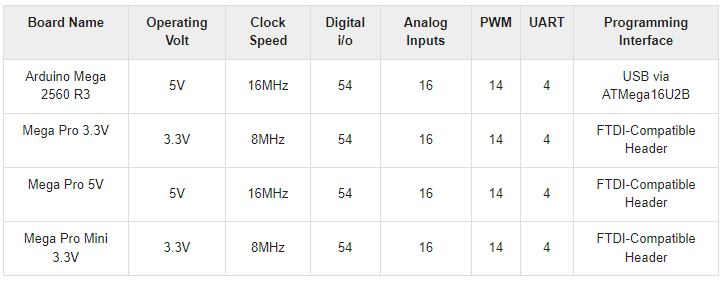 Board Name Operating Volt Clock Speed Digital i/o Analog Inputs PWM UART Programming Interface
Arduino Mega 2560 R3 5V 16MHz 54 16 14 4 USB via ATMega16U2B
Mega Pro 3.3V 3.3V 8MHz 54 16 14 4 FTDI-Compatible Header
Mega Pro 5V 5V 16MHz 54 16 14 4 FTDI-Compatible Header
Mega Pro Mini 3.3V 3.3V 8MHz 54 16 14 4 FTDI-Compatible Header